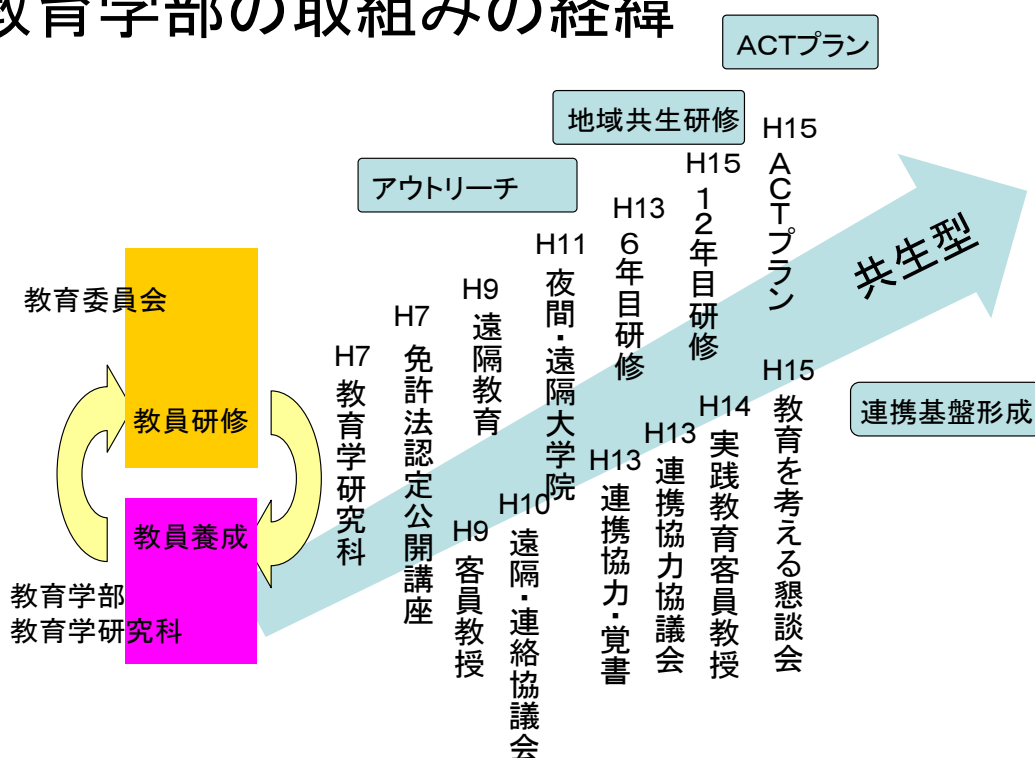 教育学部の取組みの経緯
ACTプラン
地域共生研修
アウトリーチ
教育委員会
教員研修
教員養成
教育学部
教育学研究科
H7 教育学研究科
H7 免許法認定公開講座
H9 遠隔教育
H9 客員教授
H10 遠隔・連絡協議会
H11 夜間・遠隔大学院
H13 6年目研修
H13 連携協力・覚書
H13 連携協力協議会
H15 12年目研修
H14 実践教育客員教授
H15 ACTプラン
H15 教育を考える懇談会
共生型
連携基盤形成